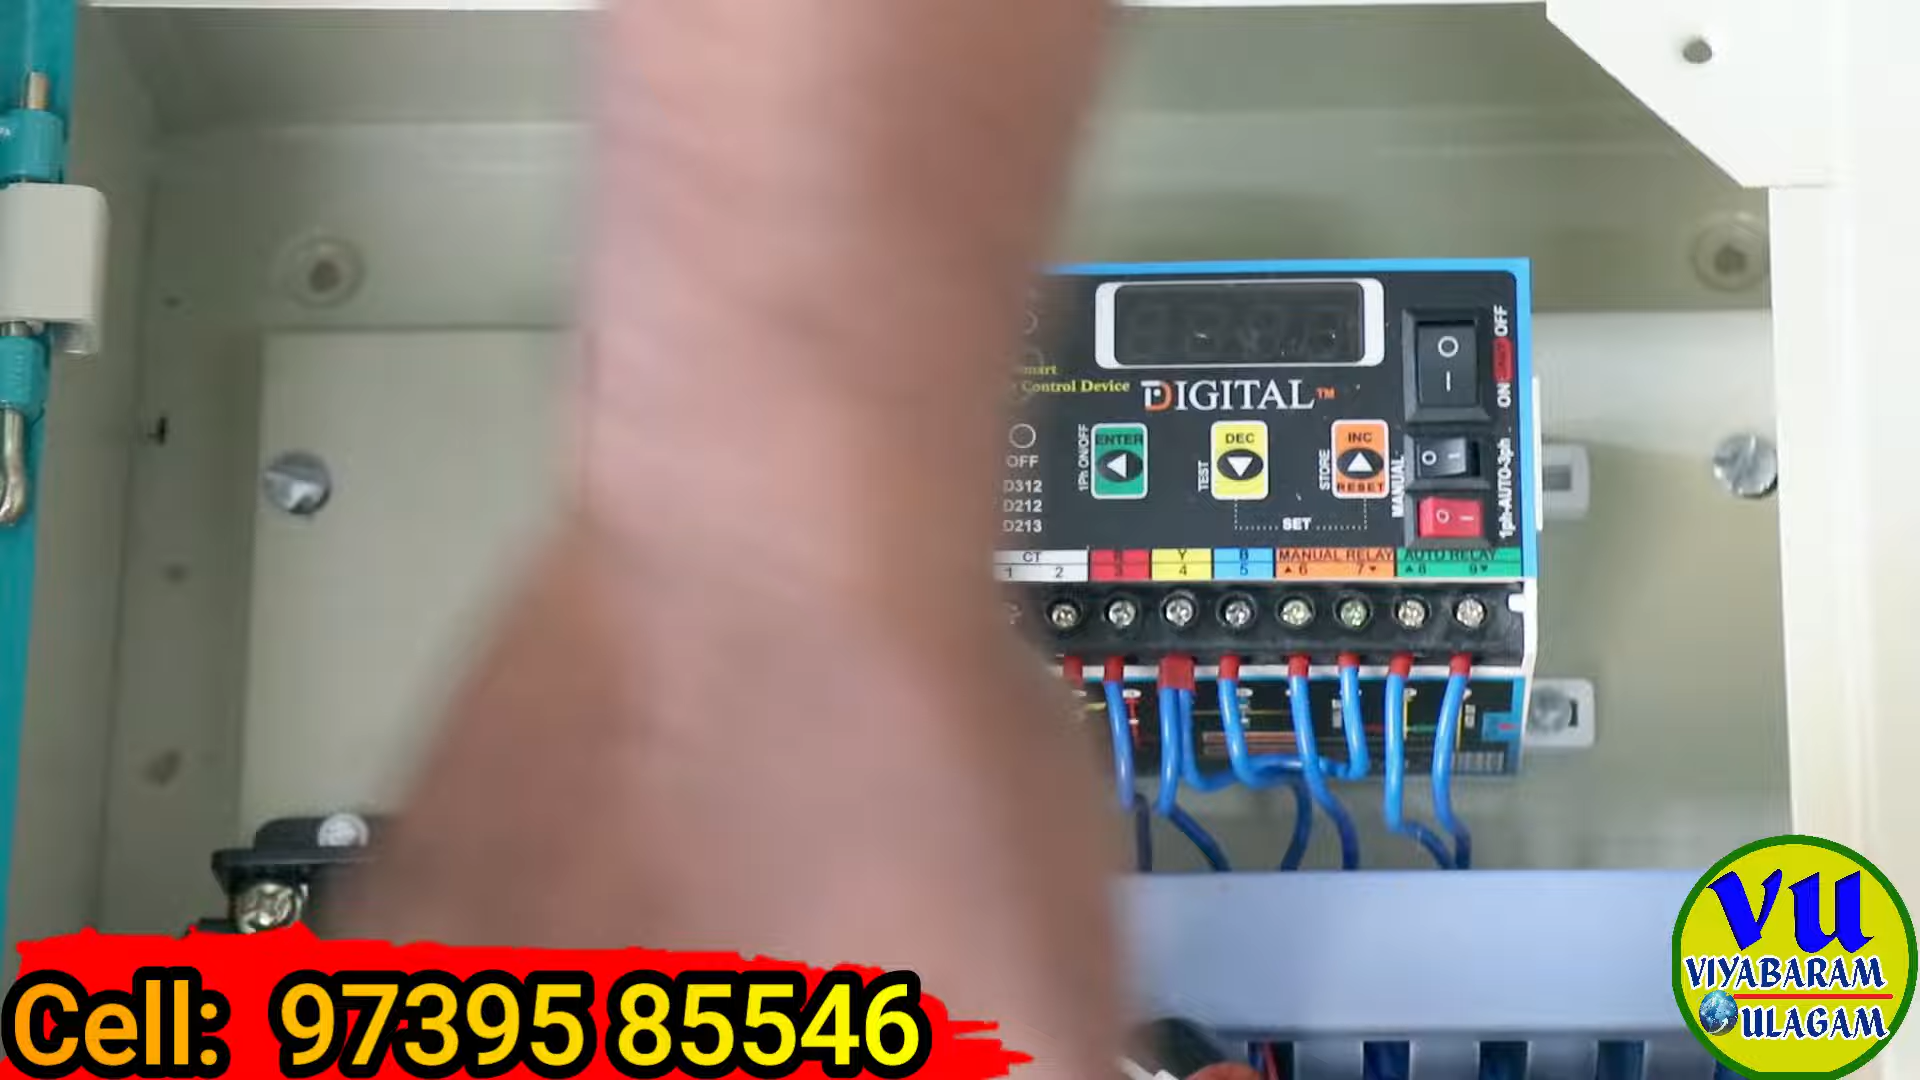 OFF
ON
mart
Control Device
DIGITAL™
1Ph ON/OFF
ENTER
TEST
DEC
STORE
INC
RESET
SET
MANUAL
1ph-AUTO-3ph
OFF
D312
D212
D213
CT
Y
B
MANUAL RELAY
AUTO RELAY
1 2 3 4 5 ▲6 7▼ ▲8 9▼
Cell: 97395 85546
VU
VIYABARAM
ULAGAM